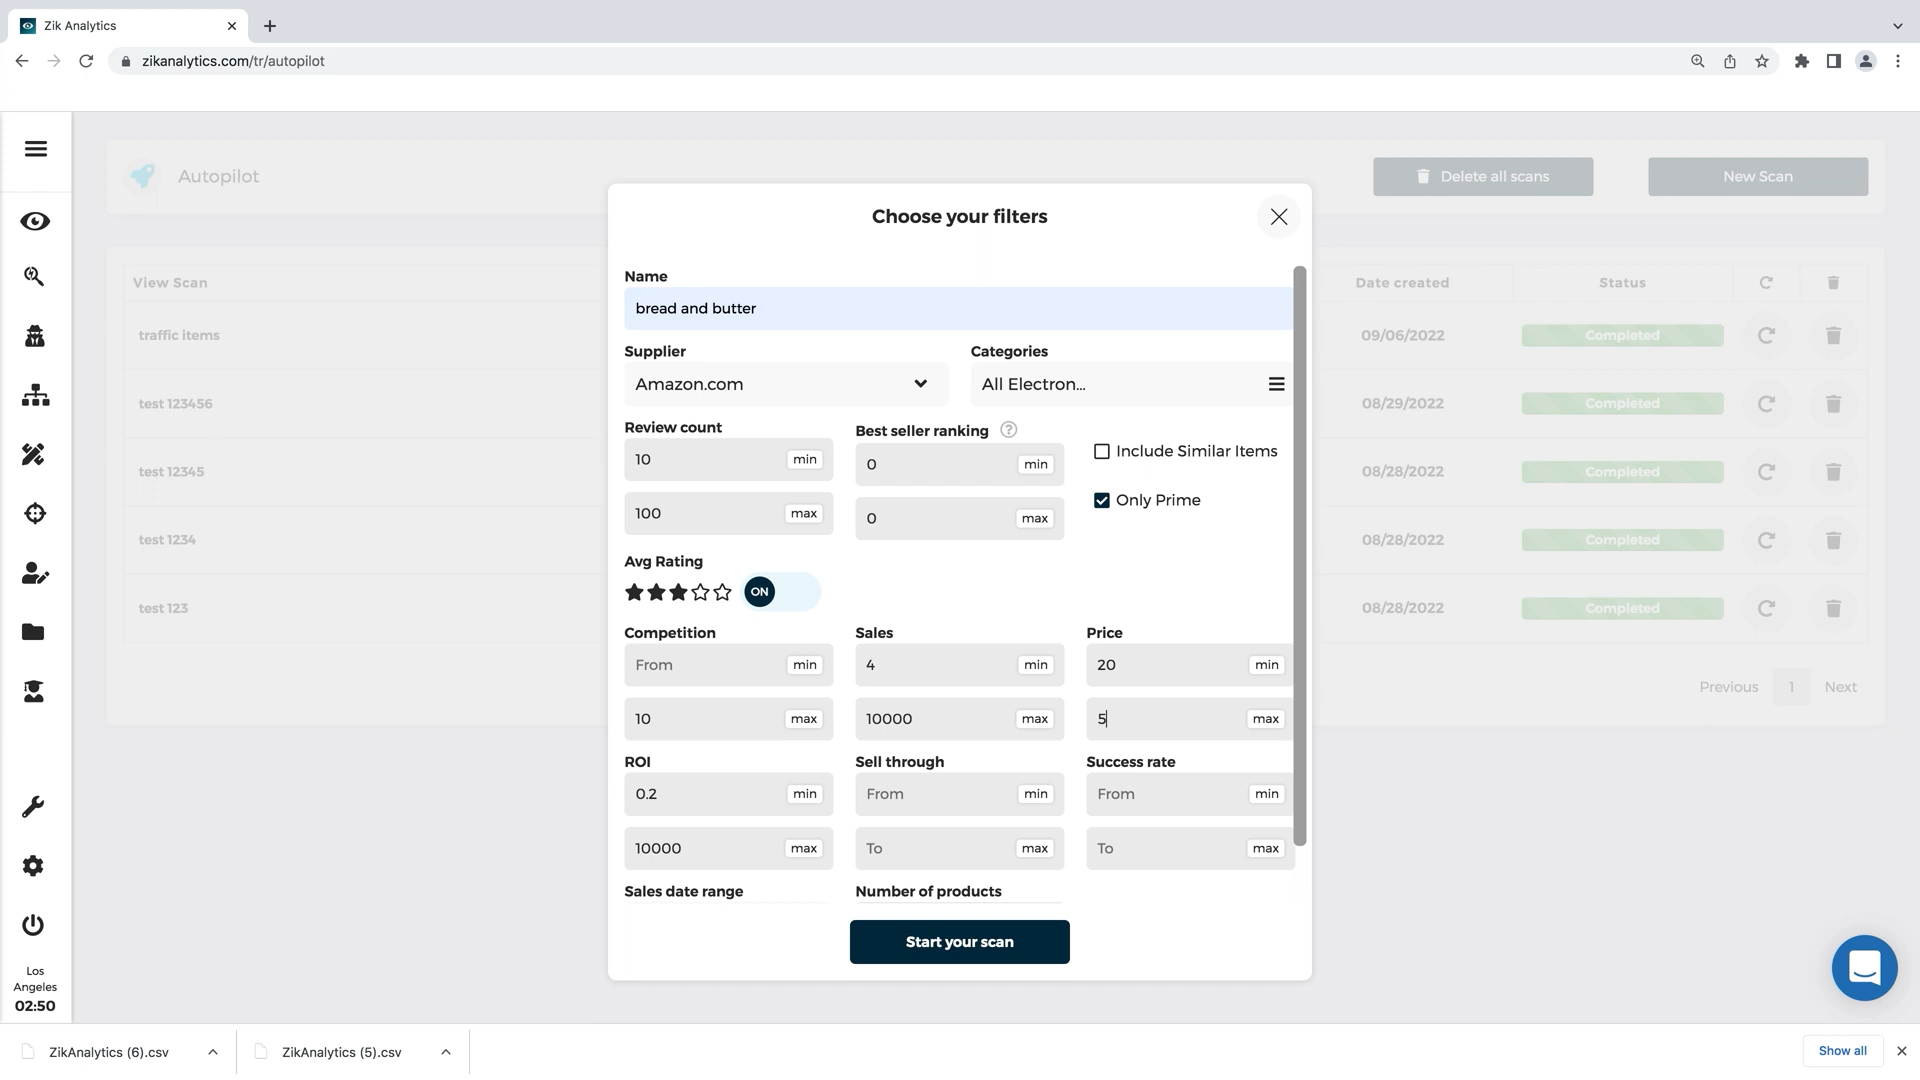 Zik Analytics
zikanalytics.com/tr/autopilot
Autopilot
Delete all scans
New Scan
Choose your filters
View Scan
Date created
Status
traffic items
09/06/2022
Completed
test 123456
08/29/2022
Completed
test 12345
08/28/2022
Completed
test 1234
08/28/2022
Completed
test 123
08/28/2022
Completed
Previous
1
Next
Name
bread and butter
Supplier
Categories
Amazon.com
All Electron...
Review count
Best seller ranking
?
10 min
0 min
Include Similar Items
100 max
0 max
Only Prime
Avg Rating
ON
Competition
Sales
Price
From min
4 min
20 min
10 max
10000 max
5 max
ROI
Sell through
Success rate
0.2 min
From min
From min
10000 max
To max
To max
Sales date range
Number of products
Start your scan
Los
Angeles
02:50
ZikAnalytics (6).csv
ZikAnalytics (5).csv
Show all